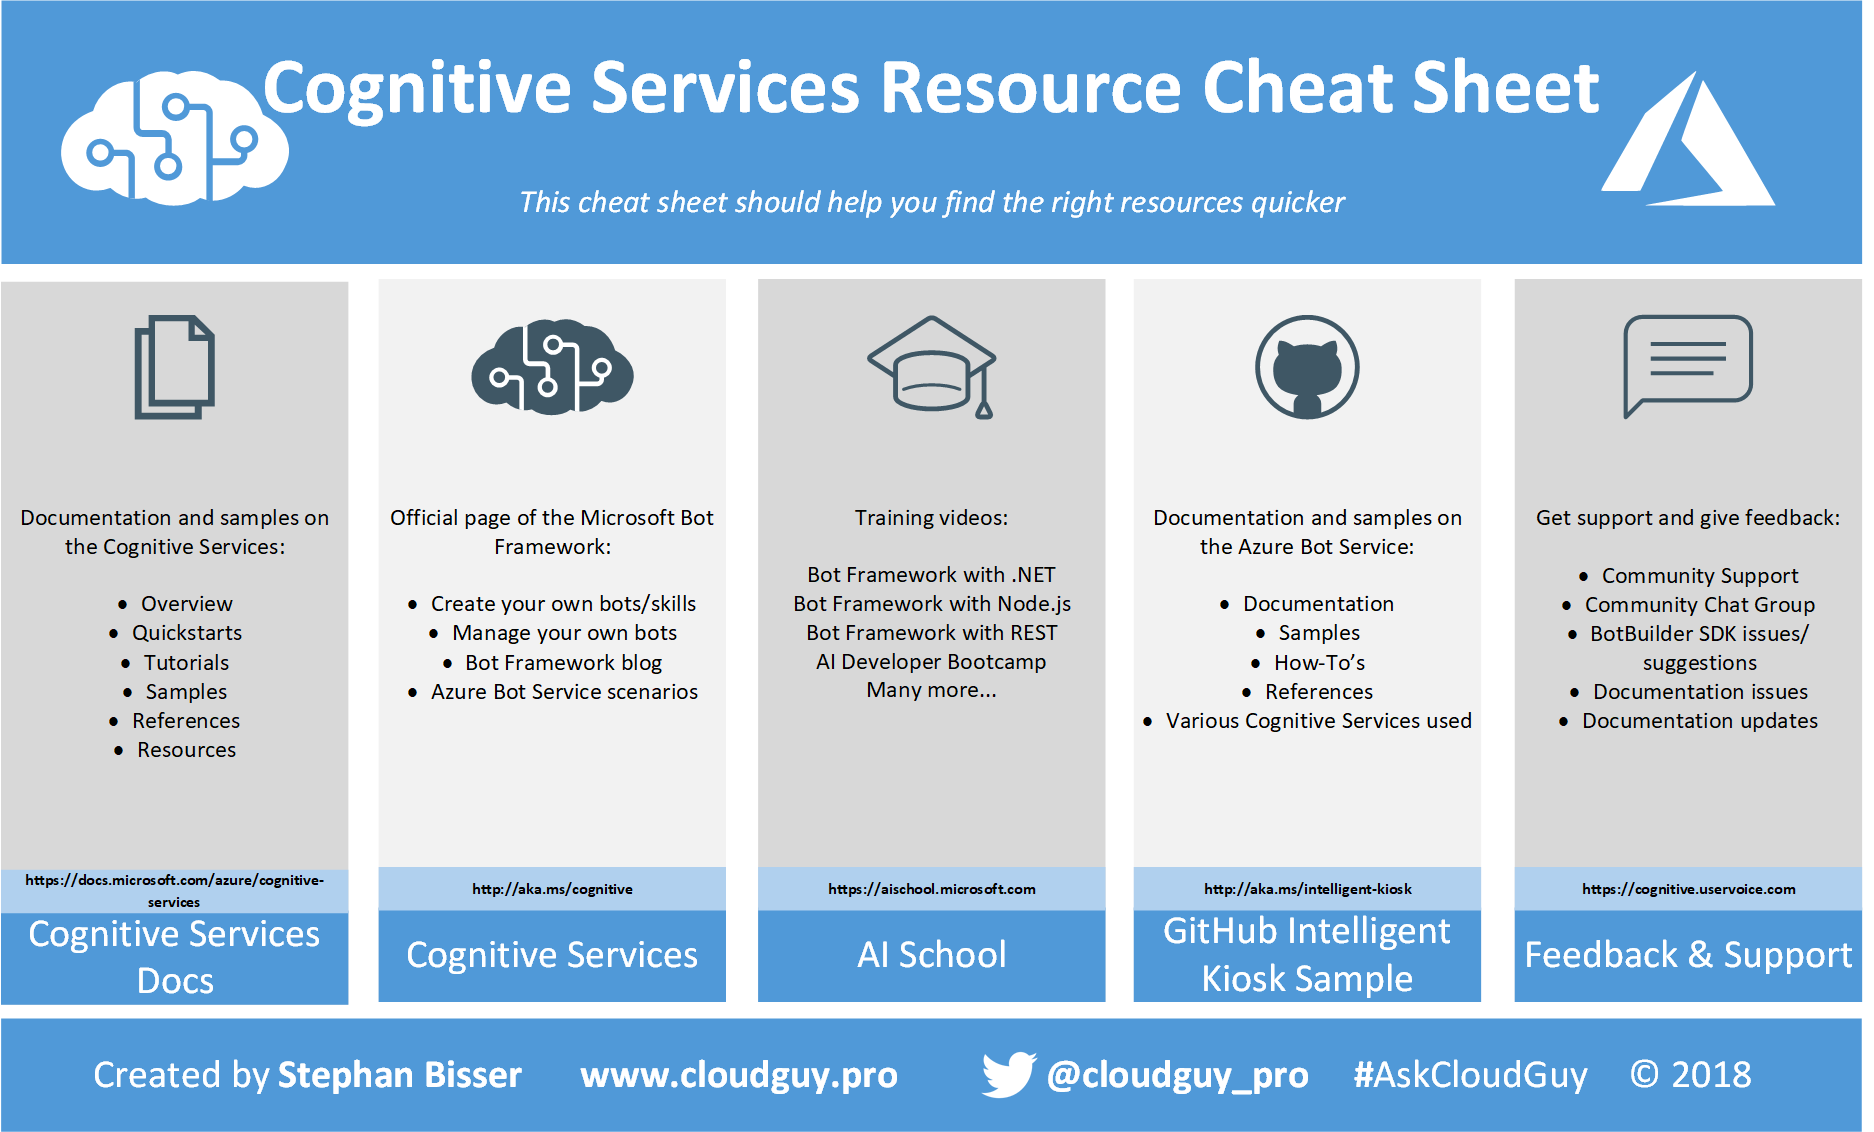 Cognitive Services Resource Cheat Sheet
This cheat sheet should help you find the right resources quicker
Documentation and samples on
the Cognitive Services:
• Overview
• Quickstarts
• Tutorials
• Samples
• References
• Resources
https://docs.microsoft.com/azure/cognitive-
services
Cognitive Services
Docs
Official page of the Microsoft Bot
Framework:
• Create your own bots/skills
• Manage your own bots
• Bot Framework blog
• Azure Bot Service scenarios
http://aka.ms/cognitive
Cognitive Services
Training videos:
Bot Framework with .NET
Bot Framework with Node.js
Bot Framework with REST
AI Developer Bootcamp
Many more...
https://aischool.microsoft.com
AI School
Documentation and samples on
the Azure Bot Service:
• Documentation
• Samples
• How-To’s
• References
• Various Cognitive Services used
http://aka.ms/intelligent-kiosk
GitHub Intelligent
Kiosk Sample
Get support and give feedback:
• Community Support
• Community Chat Group
• BotBuilder SDK issues/
suggestions
• Documentation issues
• Documentation updates
https://cognitive.uservoice.com
Feedback & Support
Created by Stephan Bisser www.cloudguy.pro @cloudguy_pro #AskCloudGuy © 2018